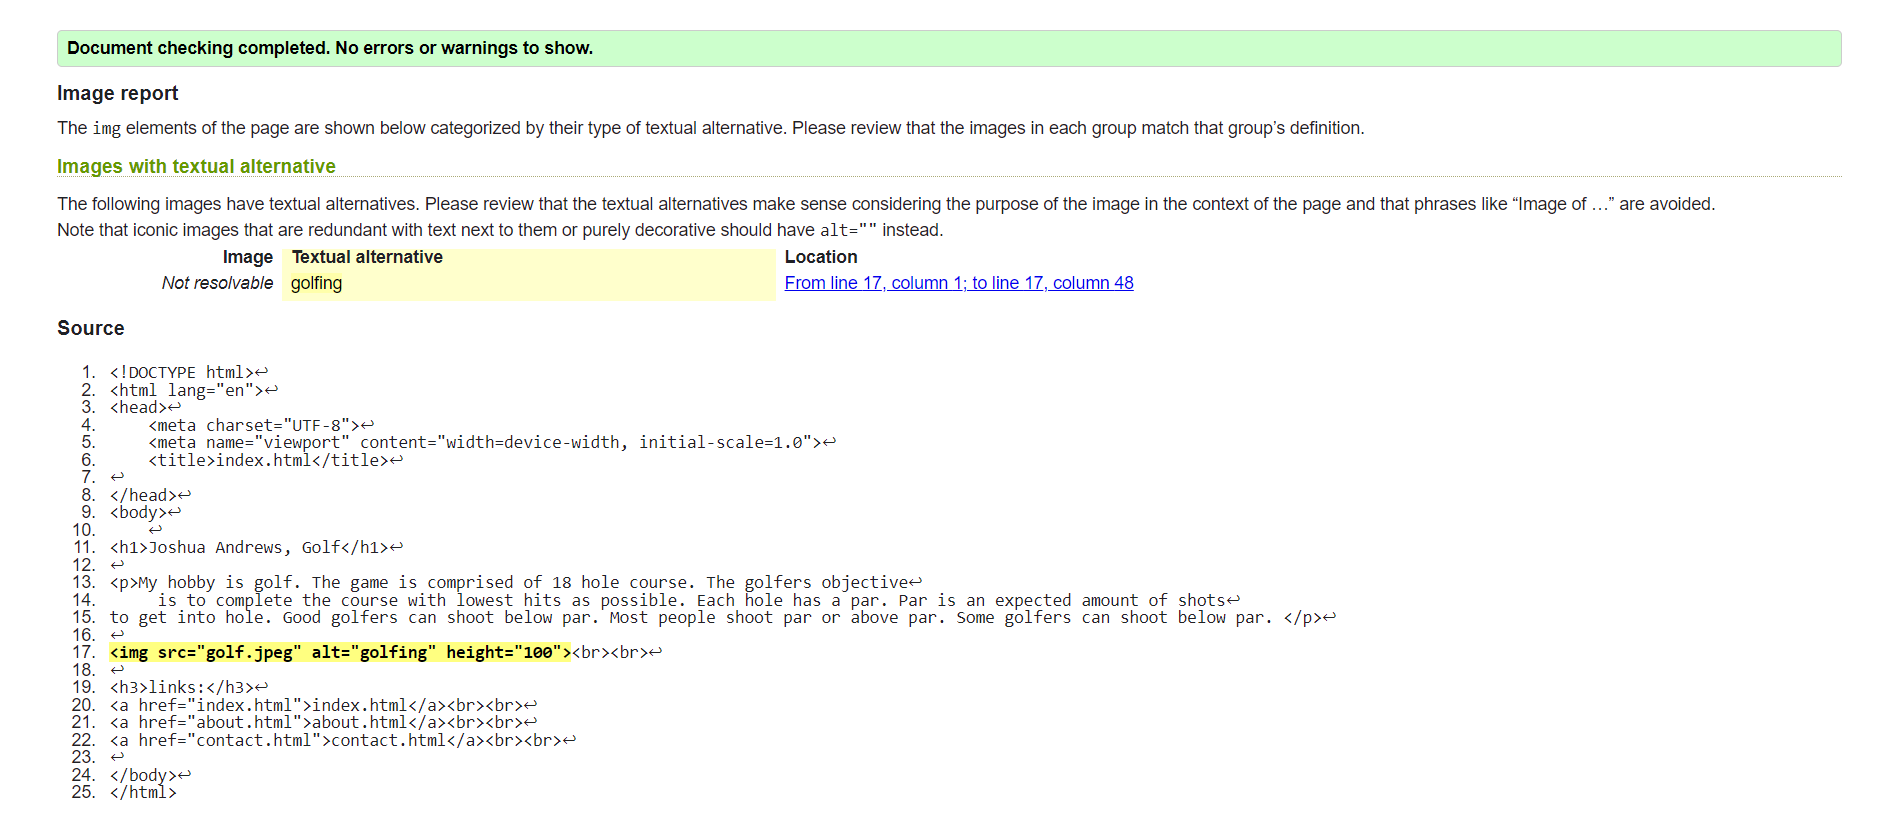 Document checking completed. No errors or warnings to show.
Image report
The img elements of the page are shown below categorized by their type of textual alternative. Please review that the images in each group match that group’s definition.
Images with textual alternative
The following images have textual alternatives. Please review that the textual alternatives make sense considering the purpose of the image in the context of the page and that phrases like “Image of …” are avoided.
Note that iconic images that are redundant with text next to them or purely decorative should have alt="" instead.
Image Textual alternative Location
Not resolvable golfing From line 17, column 1; to line 17, column 48
Source
1. <!DOCTYPE html>↩
2. <html lang="en">↩
3. <head>↩
4.     <meta charset="UTF-8">↩
5.     <meta name="viewport" content="width=device-width, initial-scale=1.0">↩
6.     <title>index.html</title>↩
7. ↩
8. </head>↩
9. <body>↩
10.     ↩
11. <h1>Joshua Andrews, Golf</h1>↩
12. ↩
13. <p>My hobby is golf. The game is comprised of 18 hole course. The golfers objective↩
14.      is to complete the course with lowest hits as possible. Each hole has a par. Par is an expected amount of shots↩
15. to get into hole. Good golfers can shoot below par. Most people shoot par or above par. Some golfers can shoot below par. </p>↩
16. ↩
17. <img src="golf.jpeg" alt="golfing" height="100"><br><br>↩
18. ↩
19. <h3>links:</h3>↩
20. <a href="index.html">index.html</a><br><br>↩
21. <a href="about.html">about.html</a><br><br>↩
22. <a href="contact.html">contact.html</a><br><br>↩
23. ↩
24. </body>↩
25. </html>